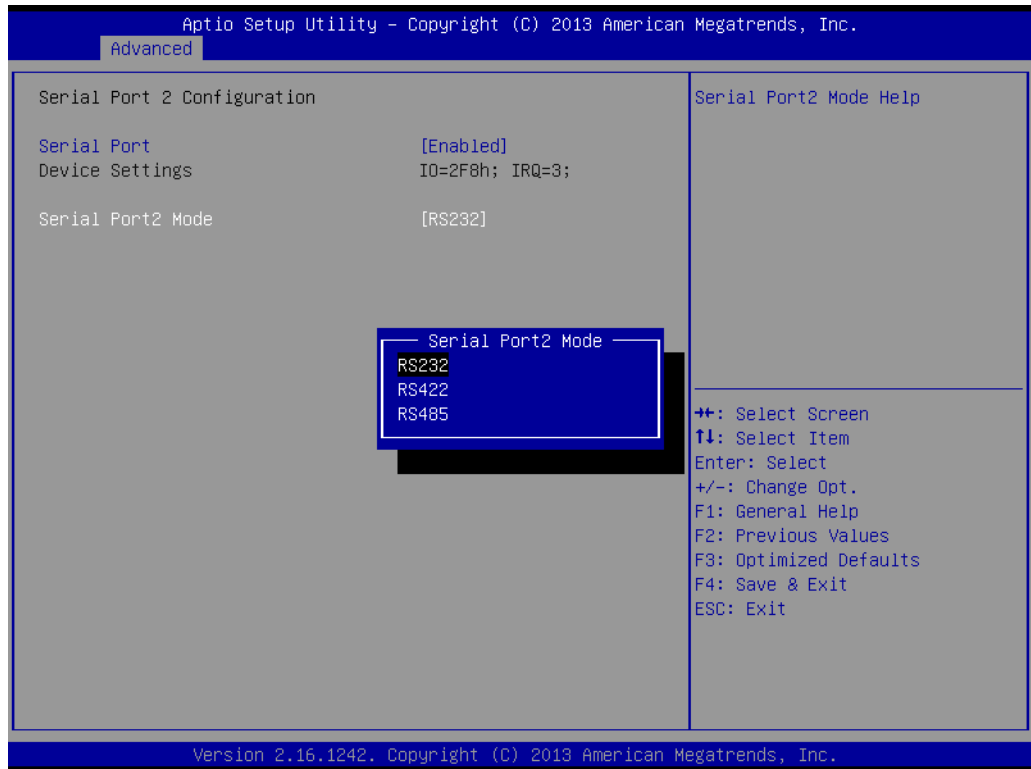 Aptio Setup Utility – Copyright (C) 2013 American Megatrends, Inc.
Advanced
Serial Port 2 Configuration
Serial Port [Enabled]
Device Settings IO=2F8h; IRQ=3;
Serial Port2 Mode [RS232]
Serial Port2 Mode
RS232
RS422
RS485
Serial Port2 Mode Help
→←: Select Screen
↑↓: Select Item
Enter: Select
+/-: Change Opt.
F1: General Help
F2: Previous Values
F3: Optimized Defaults
F4: Save & Exit
ESC: Exit
Version 2.16.1242. Copyright (C) 2013 American Megatrends, Inc.